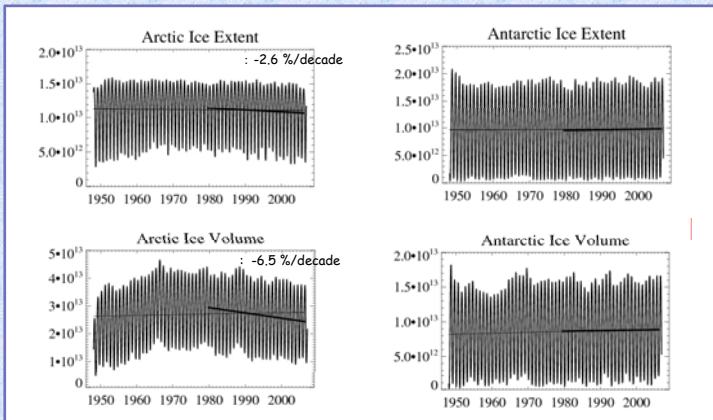 Arctic Ice Extent
: -2.6 %/decade
2.0•10¹³
1.5•10¹³
1.0•10¹³
5.0•10¹²
0
1950 1960 1970 1980 1990 2000
Antarctic Ice Extent
2.5•10¹³
2.0•10¹³
1.5•10¹³
1.0•10¹³
5.0•10¹²
0
1950 1960 1970 1980 1990 2000
Arctic Ice Volume
: -6.5 %/decade
5•10¹³
4•10¹³
3•10¹³
2•10¹³
1•10¹³
0
1950 1960 1970 1980 1990 2000
Antarctic Ice Volume
2.0•10¹³
1.5•10¹³
1.0•10¹³
5.0•10¹²
0
1950 1960 1970 1980 1990 2000